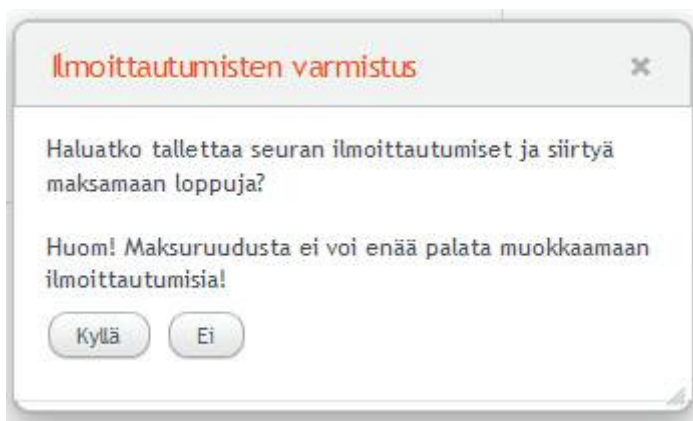 Ilmoittautumisten varmistus
Haluatko tallettaa seuran ilmoittautumiset ja siirtyä
maksamaan loppuja?
Huom! Maksuruudusta ei voi enää palata muokkaamaan
ilmoittautumisia!
Kyllä Ei